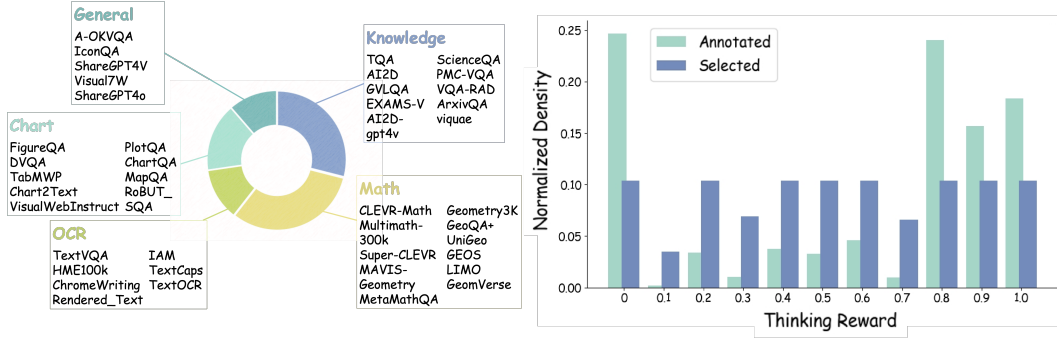 General
A-OKVQA
IconQA
ShareGPT4V
Visual7W
ShareGPT4o
Knowledge
TQA
AI2D
GVLQA
EXAMS-V
AI2D-
gpt4v
ScienceQA
PMC-VQA
VQA-RAD
ArxivQA
viquae
Chart
FigureQA
DVQA
TabMWP
Chart2Text
VisualWebInstruct
PlotQA
ChartQA
MapQA
RoBUT_
SQA
Math
CLEVR-Math
Multimath-
300k
Super-CLEVR
MAVIS-
Geometry
MetaMathQA
Geometry3K
GeoQA+
UniGeo
GEOS
LIMO
GeomVerse
OCR
TextVQA
HME100k
ChromeWriting
Rendered_Text
IAM
TextCaps
TextOCR
Normalized Density
0.25
0.20
0.15
0.10
0.05
0.00
Annotated
Selected
0 0.1 0.2 0.3 0.4 0.5 0.6 0.7 0.8 0.9 1.0
Thinking Reward